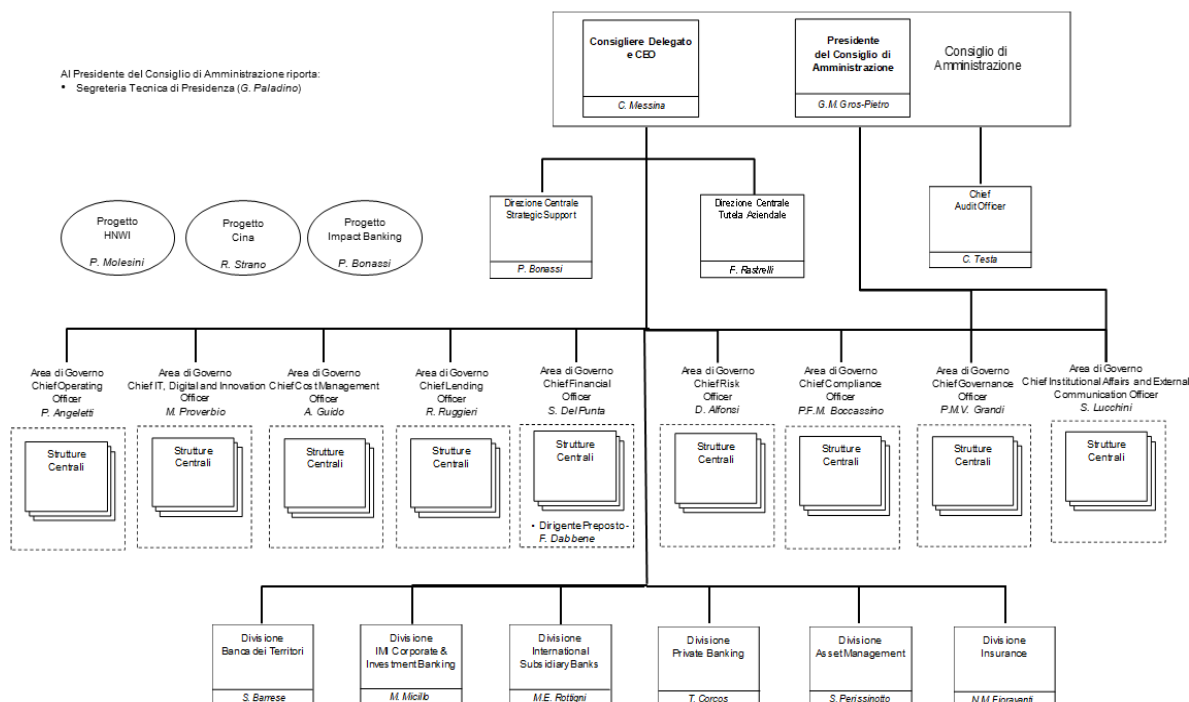 Consigliere Delegato
e CEO
C. Messina
Presidente
del Consiglio di
Amministrazione
G.M. Gros-Pietro
Consiglio di
Amministrazione
Al Presidente del Consiglio di Amministrazione riporta:
• Segreteria Tecnica di Presidenza (G. Paladino)
Progetto
HNWI
P. Molesini
Progetto
Cina
R. Strano
Progetto
Impact Banking
P. Bonassi
Direzione Centrale
Strategic Support
P. Bonassi
Direzione Centrale
Tutela Aziendale
F. Rastrelli
Chief
Audit Officer
C. Testa
Area di Governo
Chief Operating
Officer
P. Angeletti
Area di Governo
Chief IT, Digital and Innovation
Officer
M. Proverbio
Area di Governo
Chief Cost Management
Officer
A. Guido
Area di Governo
Chief Lending
Officer
R. Ruggieri
Area di Governo
Chief Financial
Officer
S. Del Punta
Area di Governo
Chief Risk
Officer
D. Alfonsi
Area di Governo
Chief Compliance
Officer
P.F.M. Boccassino
Area di Governo
Chief Governance
Officer
P.M.V. Grandi
Area di Governo
Chief Institutional Affairs and External
Communication Officer
S. Lucchini
Strutture
Centrali
Strutture
Centrali
Strutture
Centrali
Strutture
Centrali
Strutture
Centrali
• Dirigente Preposto-
F. Dabbene
Strutture
Centrali
Strutture
Centrali
Strutture
Centrali
Strutture
Centrali
Divisione
Banca dei Territori
S. Barrese
Divisione
IMI Corporate &
Investment Banking
M. Micillo
Divisione
International
Subsidiary Banks
M.E. Rottigni
Divisione
Private Banking
T. Corcos
Divisione
Asset Management
S. Perissinotto
Divisione
Insurance
N.M. Fioravanti